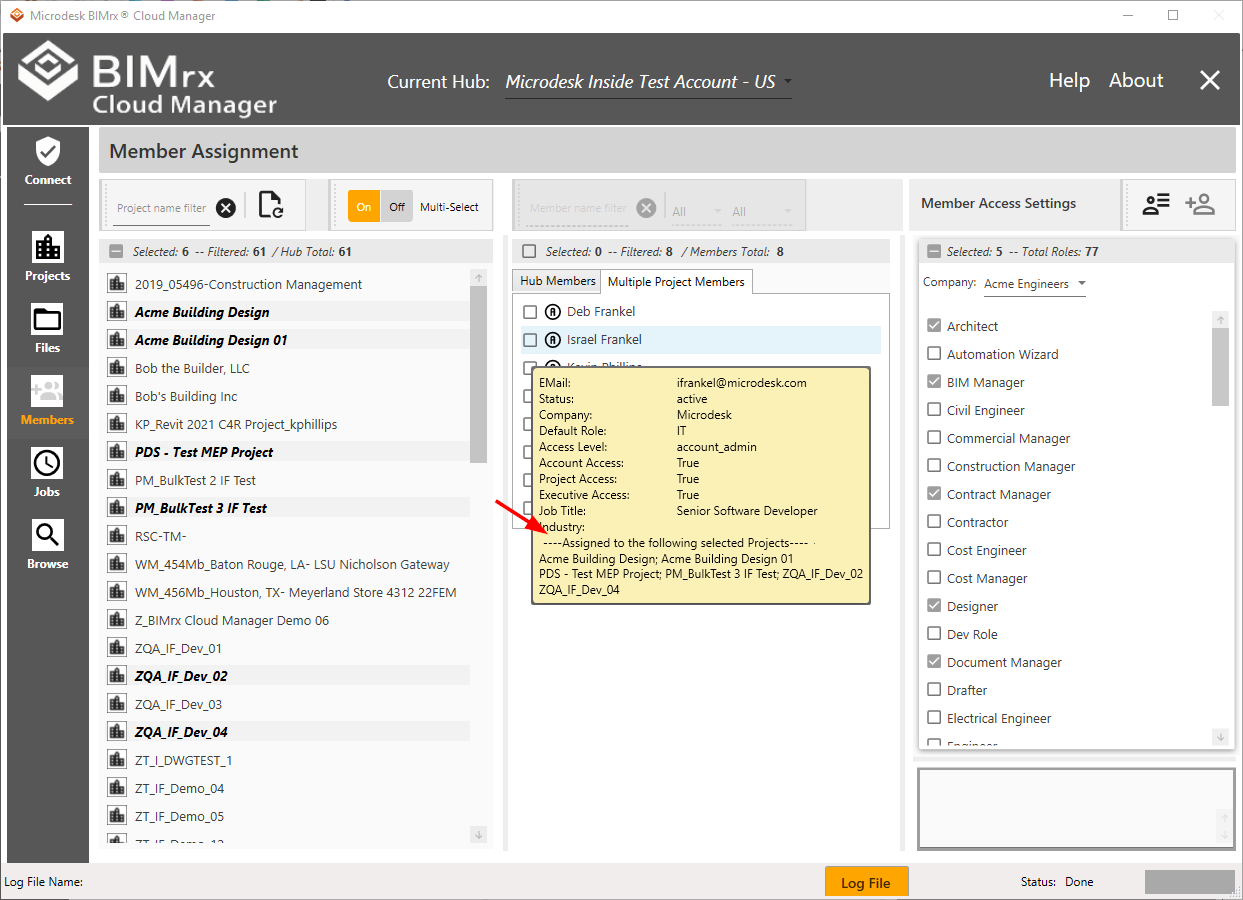 Microdesk BIMrx® Cloud Manager
BIMrx
Cloud Manager
Current Hub: Microdesk Inside Test Account - US
Help About
Connect
Projects
Files
Members
Jobs
Browse
Member Assignment
Project name filter
On Off Multi-Select
Member name filter All All
Member Access Settings
Selected: 6 -- Filtered: 61 / Hub Total: 61
2019_05496-Construction Management
Acme Building Design
Acme Building Design 01
Bob the Builder, LLC
Bob's Building Inc
KP_Revit 2021 C4R Project_kphillips
PDS - Test MEP Project
PM_BulkTest 2 IF Test
PM_BulkTest 3 IF Test
RSC-TM-
WM_454Mb_Baton Rouge, LA- LSU Nicholson Gateway
WM_456Mb_Houston, TX- Meyerland Store 4312 22FEM
Z_BIMrx Cloud Manager Demo 06
ZQA_IF_Dev_01
ZQA_IF_Dev_02
ZQA_IF_Dev_03
ZQA_IF_Dev_04
ZT_I_DWGTEST_1
ZT_IF_Demo_04
ZT_IF_Demo_05
ZT_IF_Demo_12
Selected: 0 -- Filtered: 8 / Members Total: 8
Hub Members Multiple Project Members
Deb Frankel
Israel Frankel
Kevin Phillips
EMail: ifrankel@microdesk.com
Status: active
Company: Microdesk
Default Role: IT
Access Level: account_admin
Account Access: True
Project Access: True
Executive Access: True
Job Title: Senior Software Developer
Industry:
----Assigned to the following selected Projects----
Acme Building Design; Acme Building Design 01
PDS - Test MEP Project; PM_BulkTest 3 IF Test; ZQA_IF_Dev_02
ZQA_IF_Dev_04
Selected: 5 -- Total Roles: 77
Company: Acme Engineers
Architect
Automation Wizard
BIM Manager
Civil Engineer
Commercial Manager
Construction Manager
Contract Manager
Contractor
Cost Engineer
Cost Manager
Designer
Dev Role
Document Manager
Drafter
Electrical Engineer
Engineer
Log File Name:
Log File
Status: Done